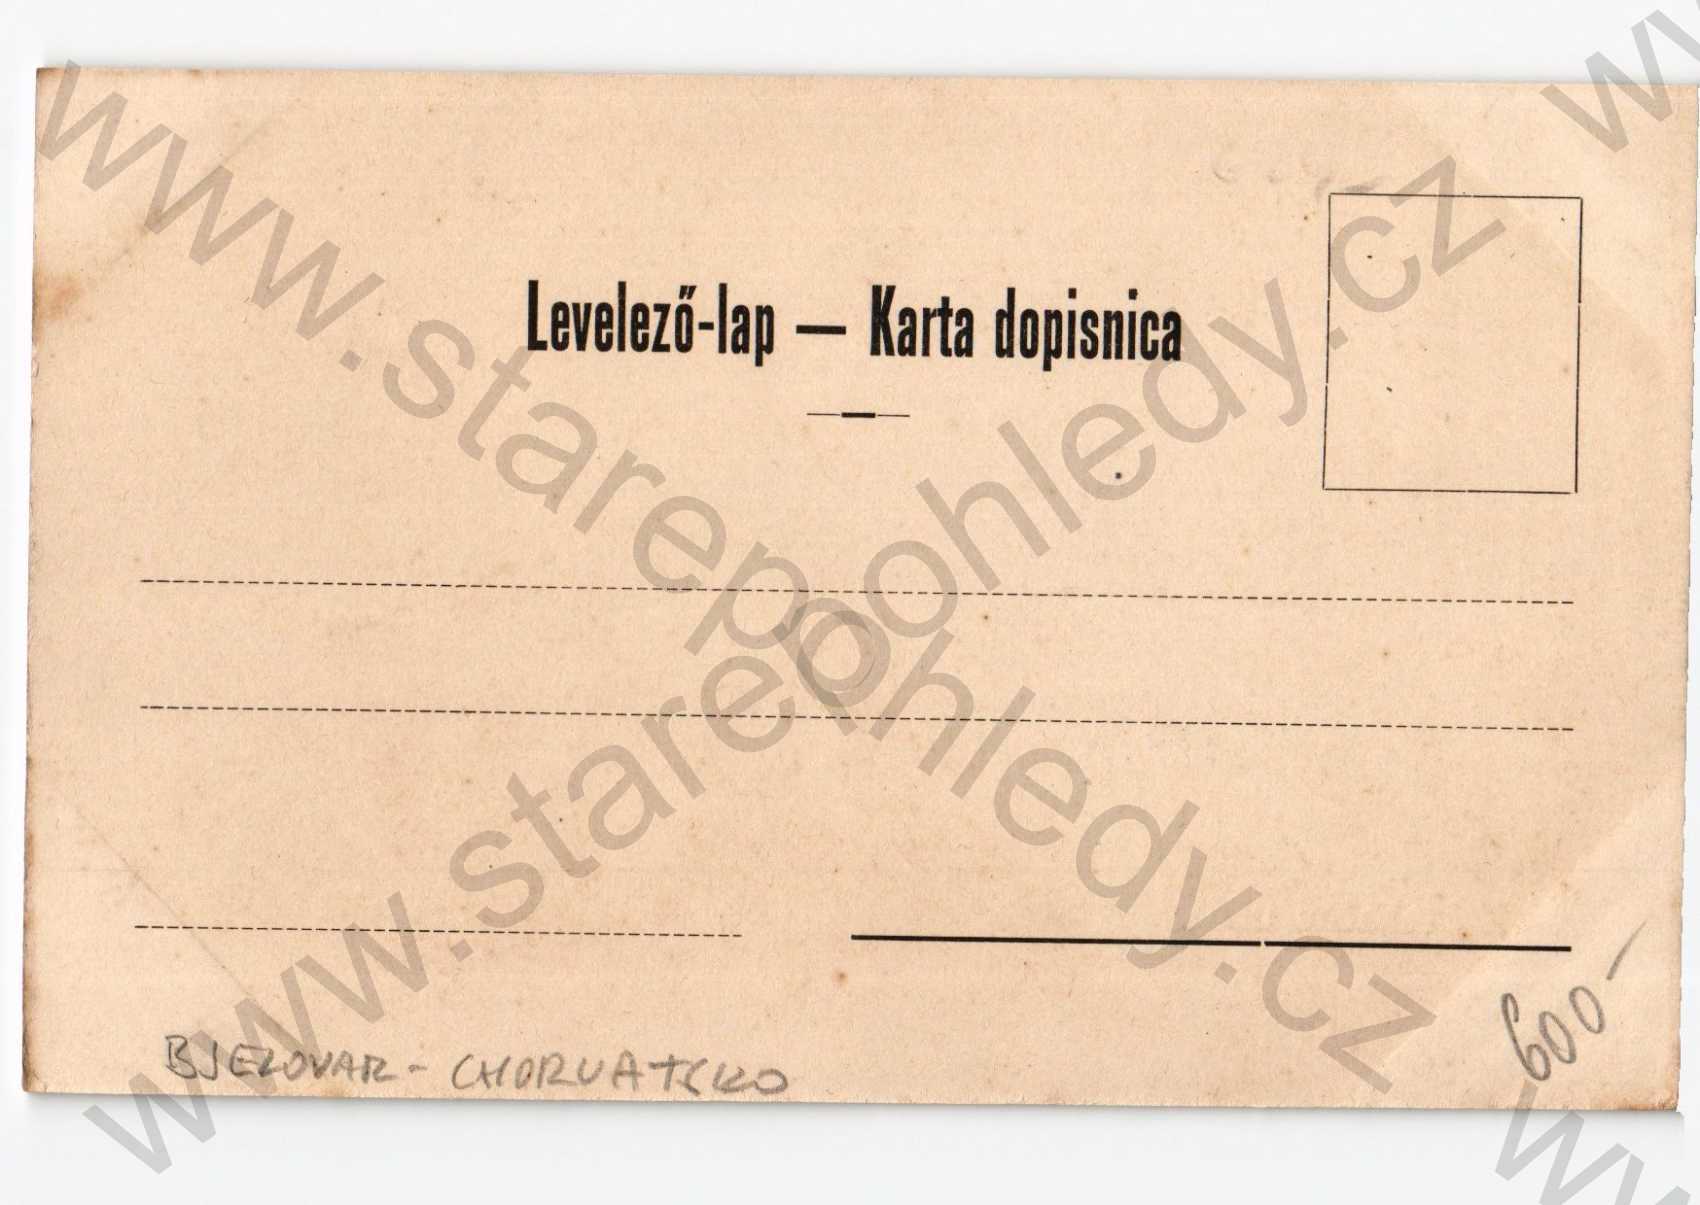 Levelező-lap — Karta dopisnica
BJELOVAR - CHORVATSKO
600-
www.starepohledy.cz
www.starepohledy.cz